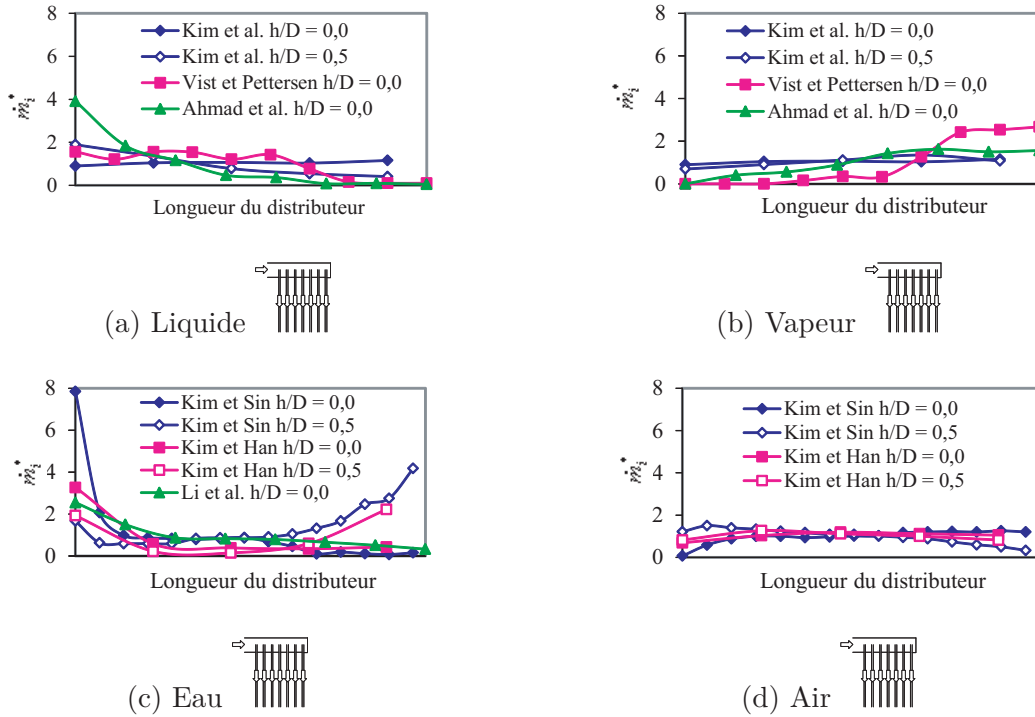 8
6
4
2
0
ṁᵢ*
Kim et al. h/D = 0,0
Kim et al. h/D = 0,5
Vist et Pettersen h/D = 0,0
Ahmad et al. h/D = 0,0
Longueur du distributeur
(a) Liquide
8
6
4
2
0
ṁᵢ*
Kim et al. h/D = 0,0
Kim et al. h/D = 0,5
Vist et Pettersen h/D = 0,0
Ahmad et al. h/D = 0,0
Longueur du distributeur
(b) Vapeur
8
6
4
2
0
ṁᵢ*
Kim et Sin h/D = 0,0
Kim et Sin h/D = 0,5
Kim et Han h/D = 0,0
Kim et Han h/D = 0,5
Li et al. h/D = 0,0
Longueur du distributeur
(c) Eau
8
6
4
2
0
ṁᵢ*
Kim et Sin h/D = 0,0
Kim et Sin h/D = 0,5
Kim et Han h/D = 0,0
Kim et Han h/D = 0,5
Longueur du distributeur
(d) Air